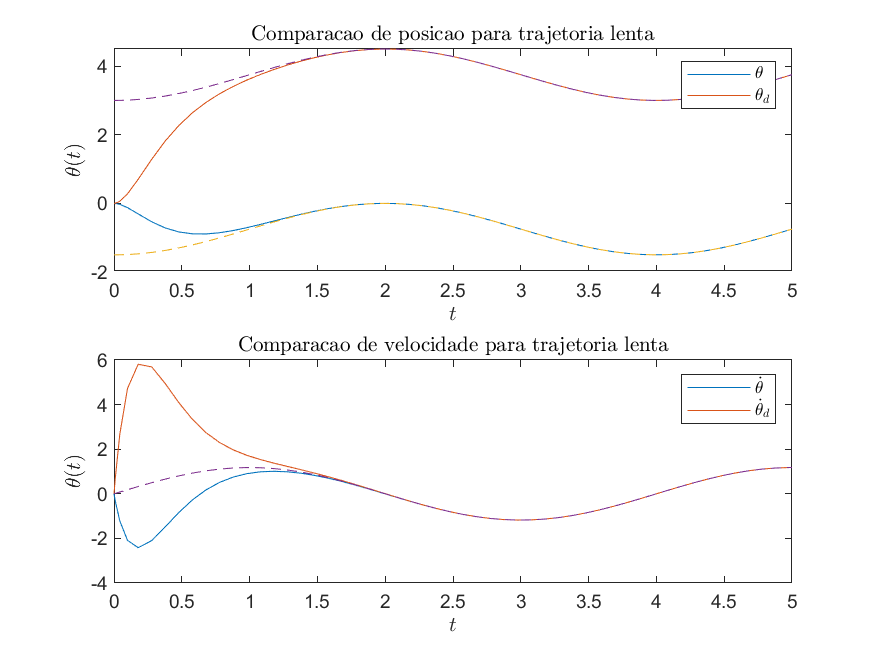 Comparacao de posicao para trajetoria lenta
4
2
0
-2
θ(t)
θ
θ_d
0 0.5 1 1.5 2 2.5 3 3.5 4 4.5 5
t
Comparacao de velocidade para trajetoria lenta
6
4
2
0
-2
-4
θ(t)
θ̇
θ̇_d
0 0.5 1 1.5 2 2.5 3 3.5 4 4.5 5
t